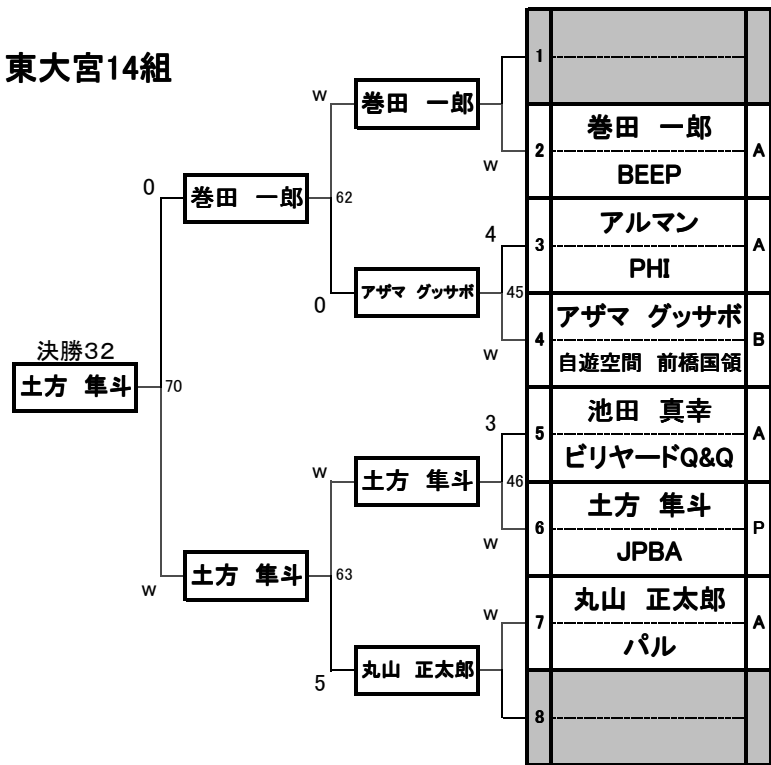 東大宮14組
決勝32
土方 隼斗
70
0
巻田 一郎
62
w
土方 隼斗
63
w
巻田 一郎
w
0
アザマ グッサボ
4
45
w
w
土方 隼斗
3
46
w
5
丸山 正太郎
w
1
2
巻田 一郎
BEEP
A
3
アルマン
PHI
A
4
アザマ グッサボ
自遊空間 前橋国領
B
5
池田 真幸
ビリヤードQ&Q
A
6
土方 隼斗
JPBA
P
7
丸山 正太郎
パル
A
8